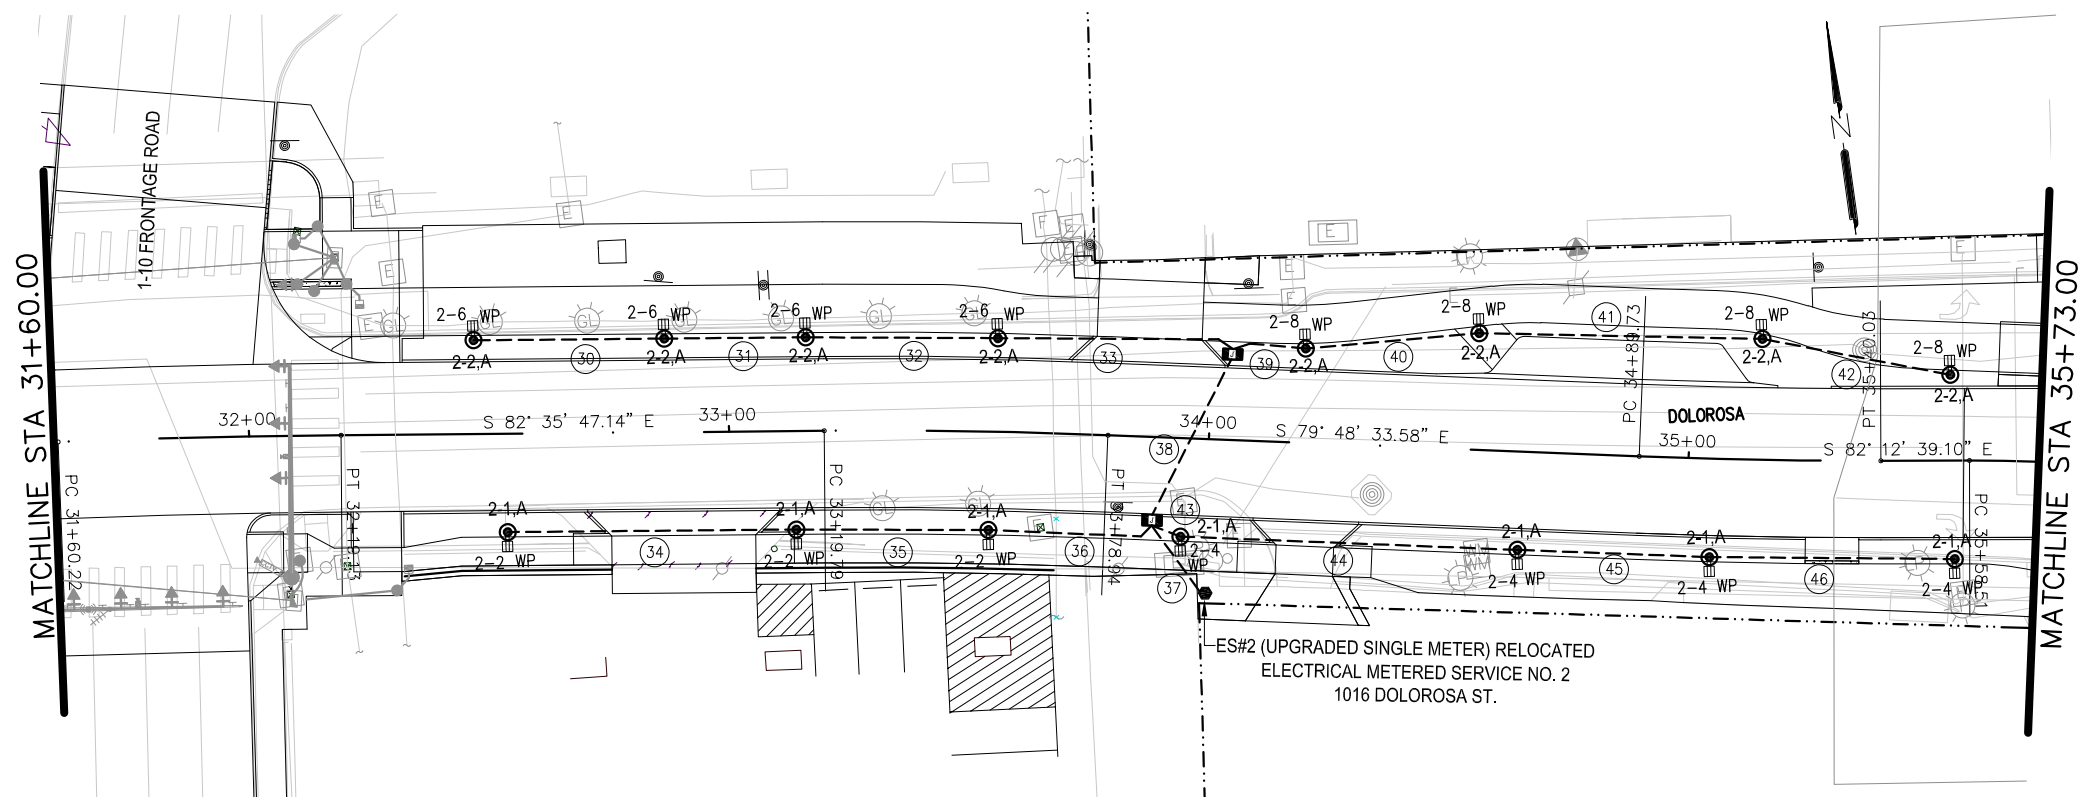 MATCHLINE STA 31+60.00
I-10 FRONTAGE ROAD
N
E
E
F
E
E
E
E
E
E
F
E
GL
GL
GL
GL
GL
GL
2-6 WP
2-6 WP
2-6 WP
2-6 WP
2-8 WP
2-8 WP
2-8 WP
2-8 WP
2-2,A
2-2,A
2-2,A
2-2,A
2-2,A
2-2,A
2-2,A
2-2,A
30
31
32
33
39
40
41
42
J
PC 34+89.73
PT 35+40.03
DOLOROSA
32+00
S 82° 35' 47.14" E
33+00
34+00
S 79° 48' 33.58" E
35+00
S 82° 12' 39.10" E
38
PC 31+60.22
PT 32+19.13
PC 33+19.79
PT 33+78.94
PC 35+58.51
GL
GL
2-1,A
2-1,A
2-1,A
2-1,A
2-1,A
2-1,A
2-1,A
J
43
34
35
36
37
44
45
46
2-2 WP
2-2 WP
2-2 WP
2-4 WP
2-4 WP
2-4 WP
2-4 WP
ES#2 (UPGRADED SINGLE METER) RELOCATED
ELECTRICAL METERED SERVICE NO. 2
1016 DOLOROSA ST.
MATCHLINE STA 35+73.00